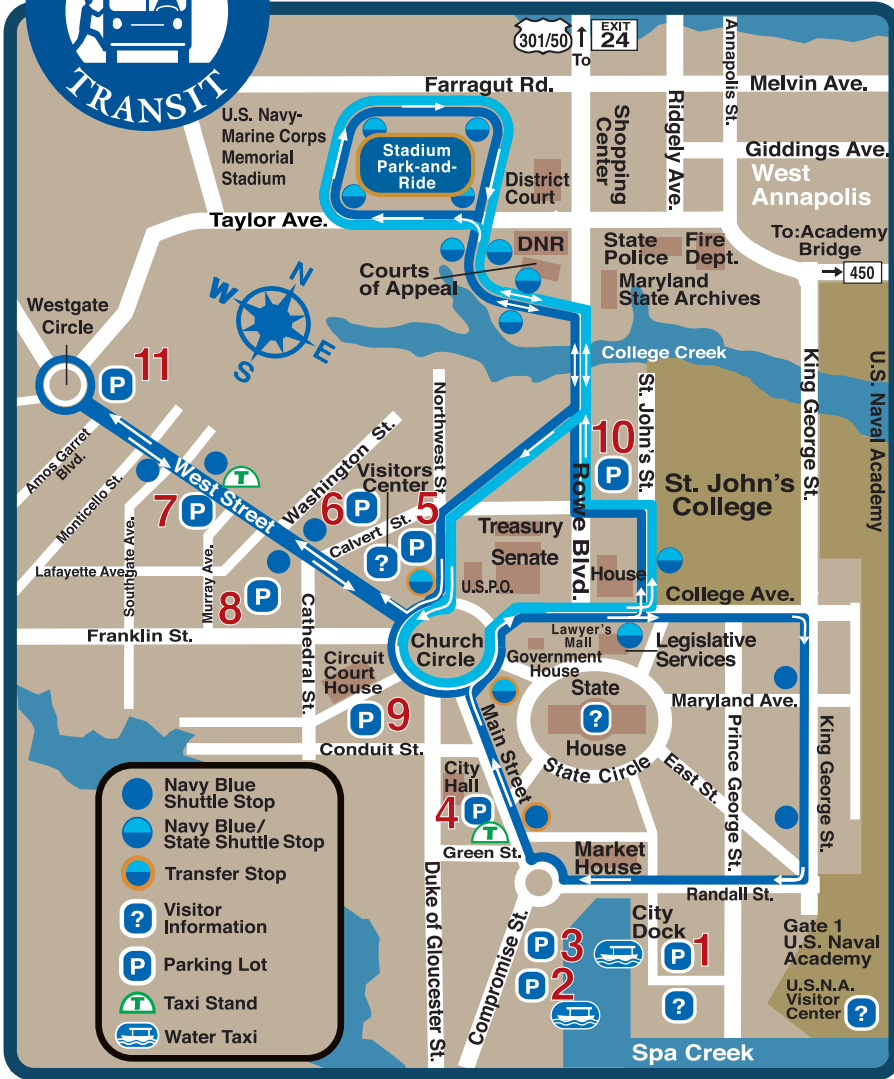 TRANSIT
301/50
To
EXIT
24
Farragut Rd.
Melvin Ave.
Annapolis St.
Ridgely Ave.
Shopping
Center
Giddings Ave.
West
Annapolis
U.S. Navy-
Marine Corps
Memorial
Stadium
Stadium
Park-and-
Ride
District
Court
Taylor Ave.
DNR
State
Police
Fire
Dept.
To:Academy
Bridge
450
Courts
of Appeal
Maryland
State Archives
N
W
E
S
Westgate
Circle
P
11
College Creek
King George St.
U.S. Naval Academy
Northwest St.
St. John's St.
10
P
Rowe Blvd.
St. John's
College
Amos Garret
Blvd.
Monticello St.
West Street
T
7
P
Washington St.
Visitors
Center
6
P
Calvert St.
5
P
?
Treasury
Senate
U.S.P.O.
House
College Ave.
Southgate Ave.
Murray Ave.
Lafayette Ave.
8
P
Franklin St.
Cathedral St.
Church
Circle
Lawyer's
Mall
Government
House
Legislative
Services
Circuit
Court
House
9
P
Conduit St.
State
?
House
State Circle
Maryland Ave.
Main Street
East St.
Prince George St.
King George St.
City
Hall
4
P
T
Green St.
Market
House
Randall St.
Duke of Gloucester St.
Compromise St.
City
Dock
P
3
P
2
P
1
?
Gate 1
U.S. Naval
Academy
U.S.N.A.
Visitor
Center
?
Spa Creek
Navy Blue
Shuttle Stop
Navy Blue/
State Shuttle Stop
Transfer Stop
?
Visitor
Information
P
Parking Lot
T
Taxi Stand
Water Taxi